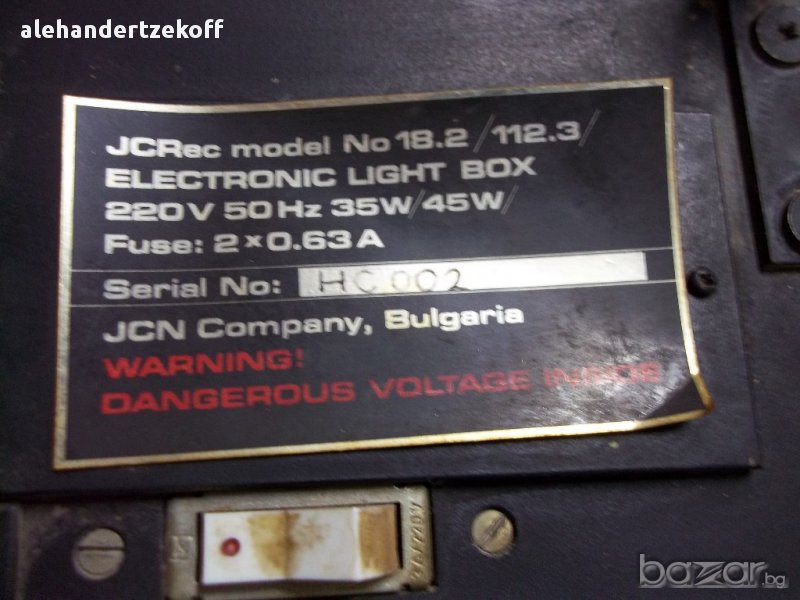 alehandertzekoff
JCRec model No 18.2/112.3/
ELECTRONIC LIGHT BOX
220V 50Hz 35W/45W/
Fuse: 2×0.63A
Serial No: HC002
JCN Company, Bulgaria
WARNING!
DANGEROUS VOLTAGE INSIDE
bazar.bg